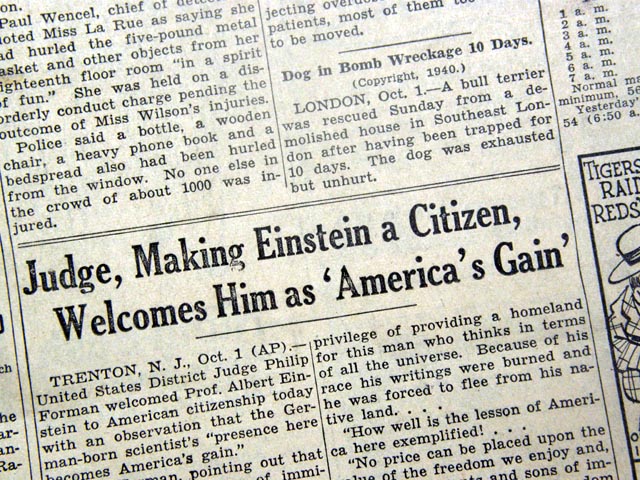 on.
Paul Wencel, chief of
noted Miss La Rue as saying she
had hurled the five-pound metal
basket and other objects from her
eighteenth floor room "in a spirit
of fun." She was held on a dis-
orderly conduct charge pending the
outcome of Miss Wilson's injuries.
Police said a bottle, a wooden
chair, a heavy phone book and a
bedspread also had been hurled
from the window. No one else in
the crowd of about 1000 was in-
jured.
patients, most of them too
to be moved.
Dog in Bomb Wreckage 10 Days.
(Copyright, 1940.)
LONDON, Oct. 1.—A bull terrier
was rescued Sunday from a de-
molished house in Southeast Lon-
don after having been trapped for
10 days. The dog was exhausted
but unhurt.
1 a. m.
2 a. m.
3 a. m.
4 a. m.
5 a. m.
6 a. m.
7 a. m.
Normal
minimum, 56
Yesterday
54 (6:50 a.
TIGERS
RAID
REDS
Judge, Making Einstein a Citizen,
Welcomes Him as 'America's Gain'
TRENTON, N. J., Oct. 1 (AP).—
United States District Judge Philip
Forman welcomed Prof. Albert Ein-
stein to American citizenship today
with an observation that the Ger-
man-born scientist's "presence here
becomes America's gain."
pointing out that
of immi-
privilege of providing a homeland
for this man who thinks in terms
of all the universe. Because of his
race his writings were burned and
he was forced to flee from his na-
tive land. . . .
"How well is the lesson of Ameri-
ca here exemplified! . . .
"No price can be placed upon the
of the freedom we enjoy and,
and sons of im-